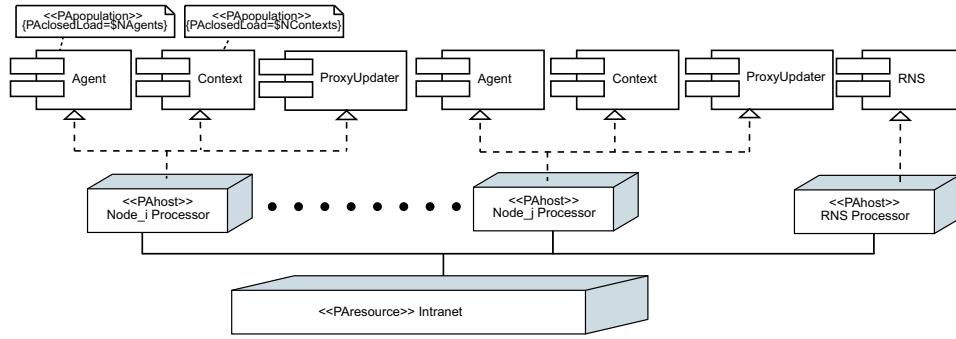 <<PApopulation>>
{PAclosedLoad=$NAgents}
<<PApopulation>>
{PAclosedLoad=$NContexts}
Agent
Context
ProxyUpdater
Agent
Context
ProxyUpdater
RNS
<<PAhost>>
Node_i Processor
<<PAhost>>
Node_j Processor
<<PAhost>>
RNS Processor
<<PAresource>> Intranet